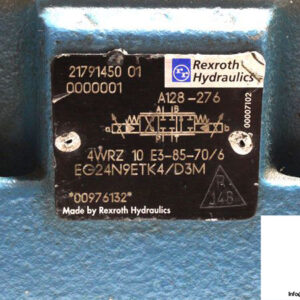 21791450 01
0000001
Rexroth
Hydraulics
A128-276
4WRZ 10 E3-85-70/6
EG24N9ETK4/D3M
*00976132*
Made by Rexroth Hydraulics
00007102